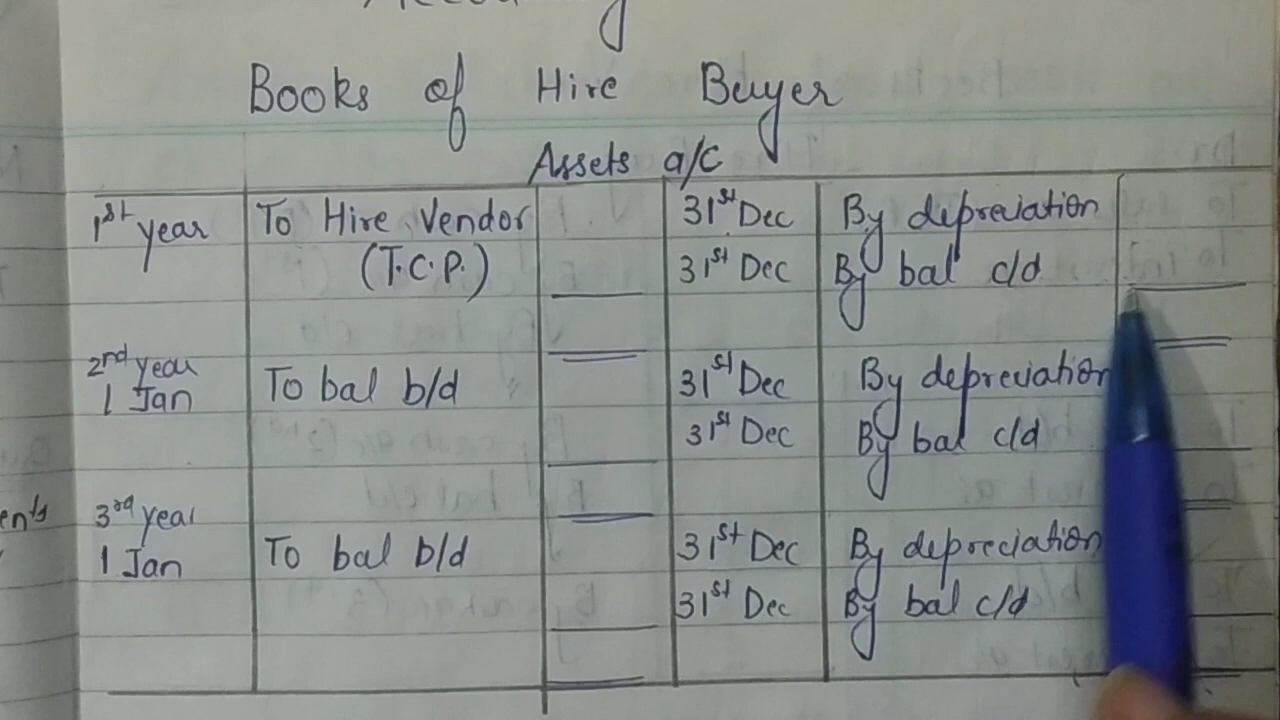 Books of Hire Buyer
Assets a/c
1st year To Hire Vendor 31st Dec By depreciation
(T.C.P.) 31st Dec By bal c/d
2nd year
1 Jan To bal b/d 31st Dec By depreciation
31st Dec By bal c/d
3rd year
1 Jan To bal b/d 31st Dec By depreciation
31st Dec By bal c/d